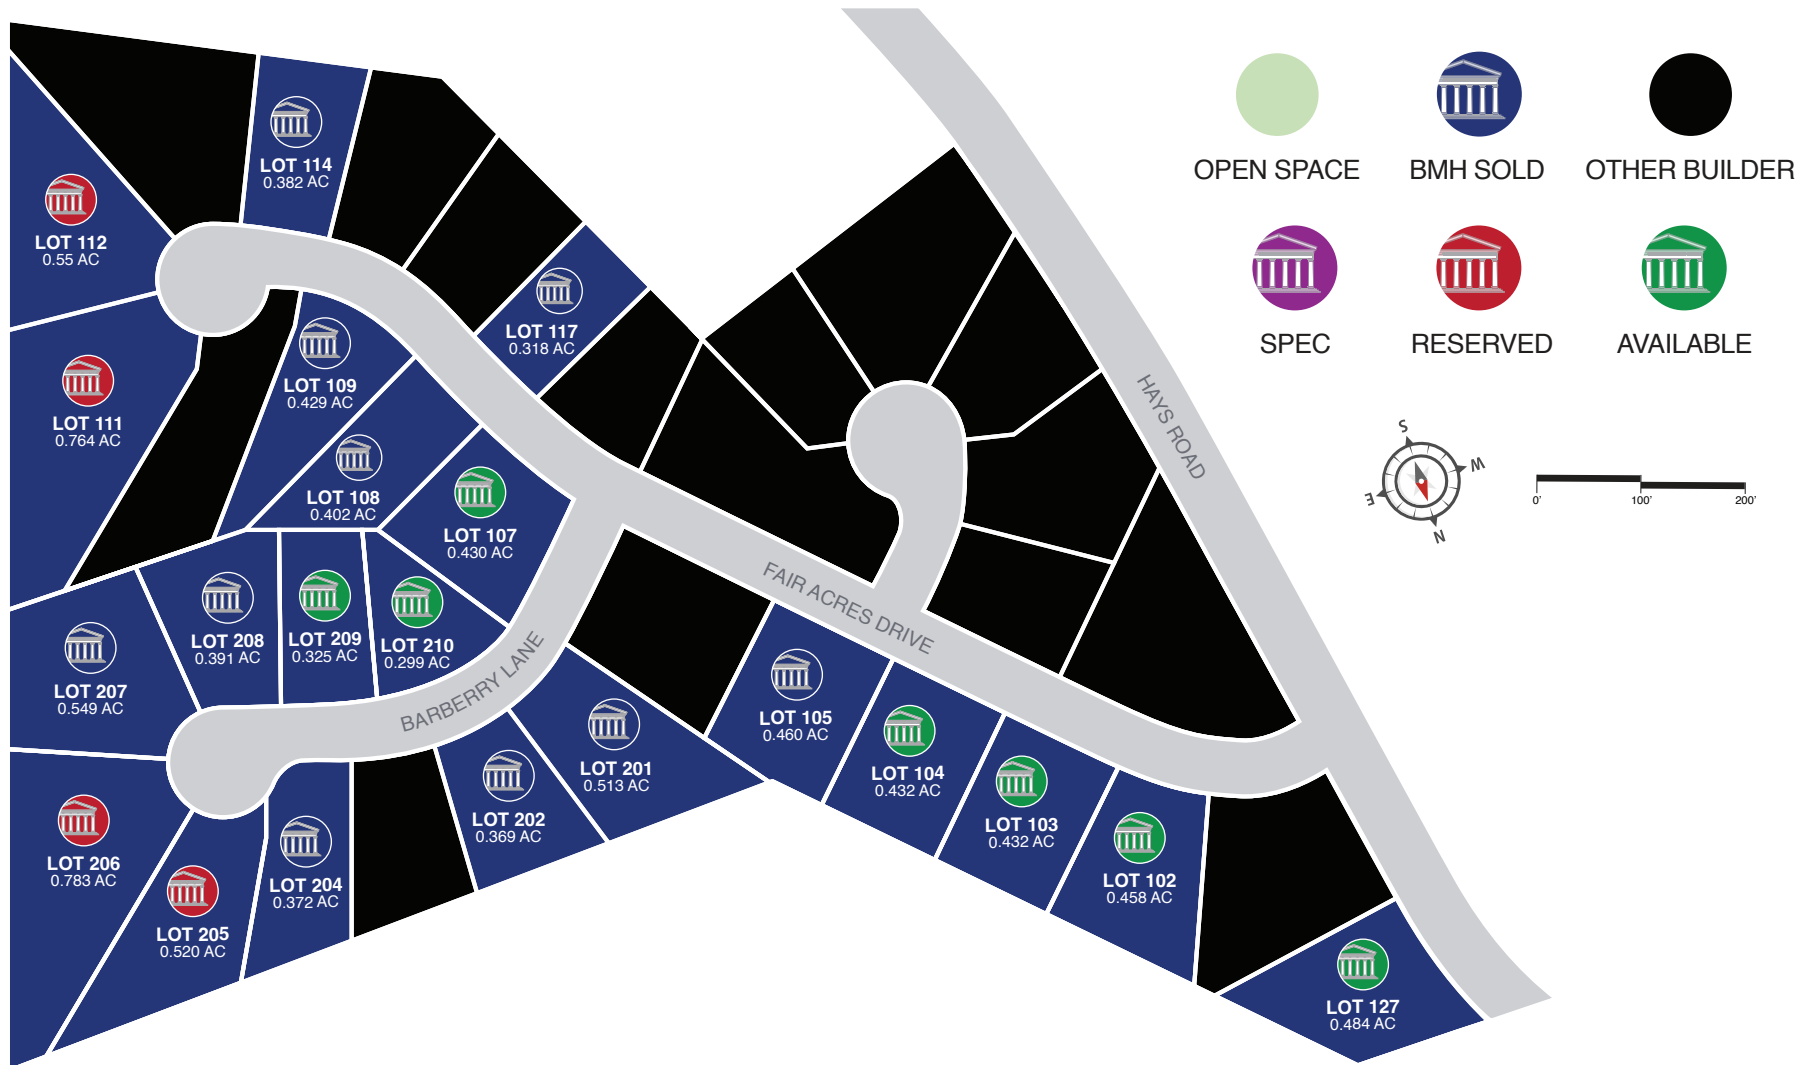 OPEN SPACE
BMH SOLD
OTHER BUILDER
SPEC
RESERVED
AVAILABLE
S
W
E
N
0'
100'
200'
HAYS ROAD
FAIR ACRES DRIVE
BARBERRY LANE
LOT 114
0.382 AC
LOT 112
0.55 AC
LOT 117
0.318 AC
LOT 109
0.429 AC
LOT 111
0.764 AC
LOT 108
0.402 AC
LOT 107
0.430 AC
LOT 208
0.391 AC
LOT 209
0.325 AC
LOT 210
0.299 AC
LOT 207
0.549 AC
LOT 105
0.460 AC
LOT 104
0.432 AC
LOT 103
0.432 AC
LOT 102
0.458 AC
LOT 201
0.513 AC
LOT 202
0.369 AC
LOT 206
0.783 AC
LOT 204
0.372 AC
LOT 205
0.520 AC
LOT 127
0.484 AC